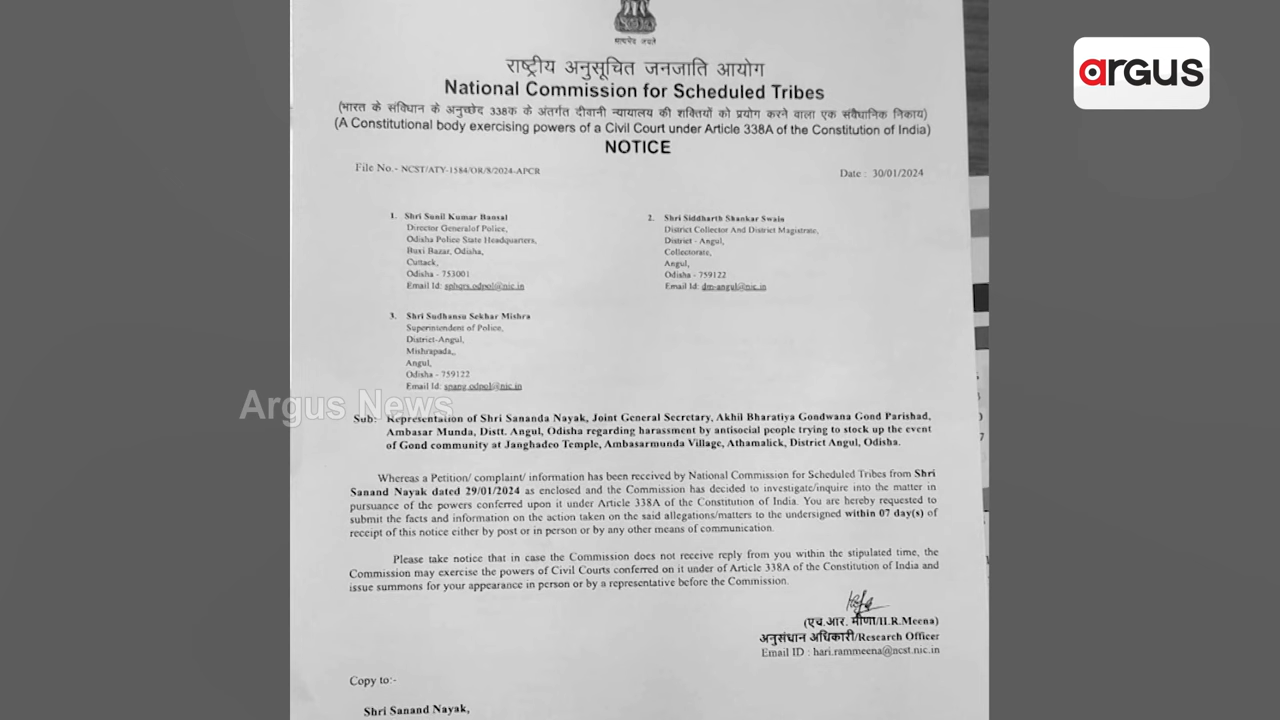 सत्यमेव जयते
argus
राष्ट्रीय अनुसूचित जनजाति आयोग
National Commission for Scheduled Tribes
(भारत के संविधान के अनुच्छेद 338क के अंतर्गत दीवानी न्यायालय की शक्तियों को प्रयोग करने वाला एक संवैधानिक निकाय)
(A Constitutional body exercising powers of a Civil Court under Article 338A of the Constitution of India)
NOTICE
File No.- NCST/ATY-1584/OR/8/2024-APCR
Date : 30/01/2024
1. Shri Sunil Kumar Bansal
Director Generalof Police,
Odisha Police State Headquarters,
Buxi Bazar, Odisha,
Cuttack,
Odisha - 753001
Email Id: sphqrs.odpol@nic.in
2. Shri Siddharth Shankar Swain
District Collector And District Magistrate,
District - Angul,
Collectorate,
Angul,
Odisha - 759122
Email Id: dm-angul@nic.in
3. Shri Sudhansu Sekhar Mishra
Superintendent of Police,
District-Angul,
Mishrapada,,
Angul,
Odisha - 759122
Email Id: spang.odpol@nic.in
Argus News
Sub: Representation of Shri Sananda Nayak, Joint General Secretary, Akhil Bharatiya Gondwana Gond Parishad,
Ambasar Munda, Distt. Angul, Odisha regarding harassment by antisocial people trying to stock up the event
of Gond community at Janghadeo Temple, Ambasarmunda Village, Athamalick, District Angul, Odisha.
Whereas a Petition/ complaint/ information has been received by National Commission for Scheduled Tribes from Shri
Sanand Nayak dated 29/01/2024 as enclosed and the Commission has decided to investigate/inquire into the matter in
pursuance of the powers conferred upon it under Article 338A of the Constitution of India. You are hereby requested to
submit the facts and information on the action taken on the said allegations/matters to the undersigned within 07 day(s) of
receipt of this notice either by post or in person or by any other means of communication.
Please take notice that in case the Commission does not receive reply from you within the stipulated time, the
Commission may exercise the powers of Civil Courts conferred on it under of Article 338A of the Constitution of India and
issue summons for your appearance in person or by a representative before the Commission.
(एच.आर. मीणा/H.R.Meena)
अनुसंधान अधिकारी/Research Officer
Email ID : hari.rammeena@ncst.nic.in
Copy to:-
Shri Sanand Nayak,